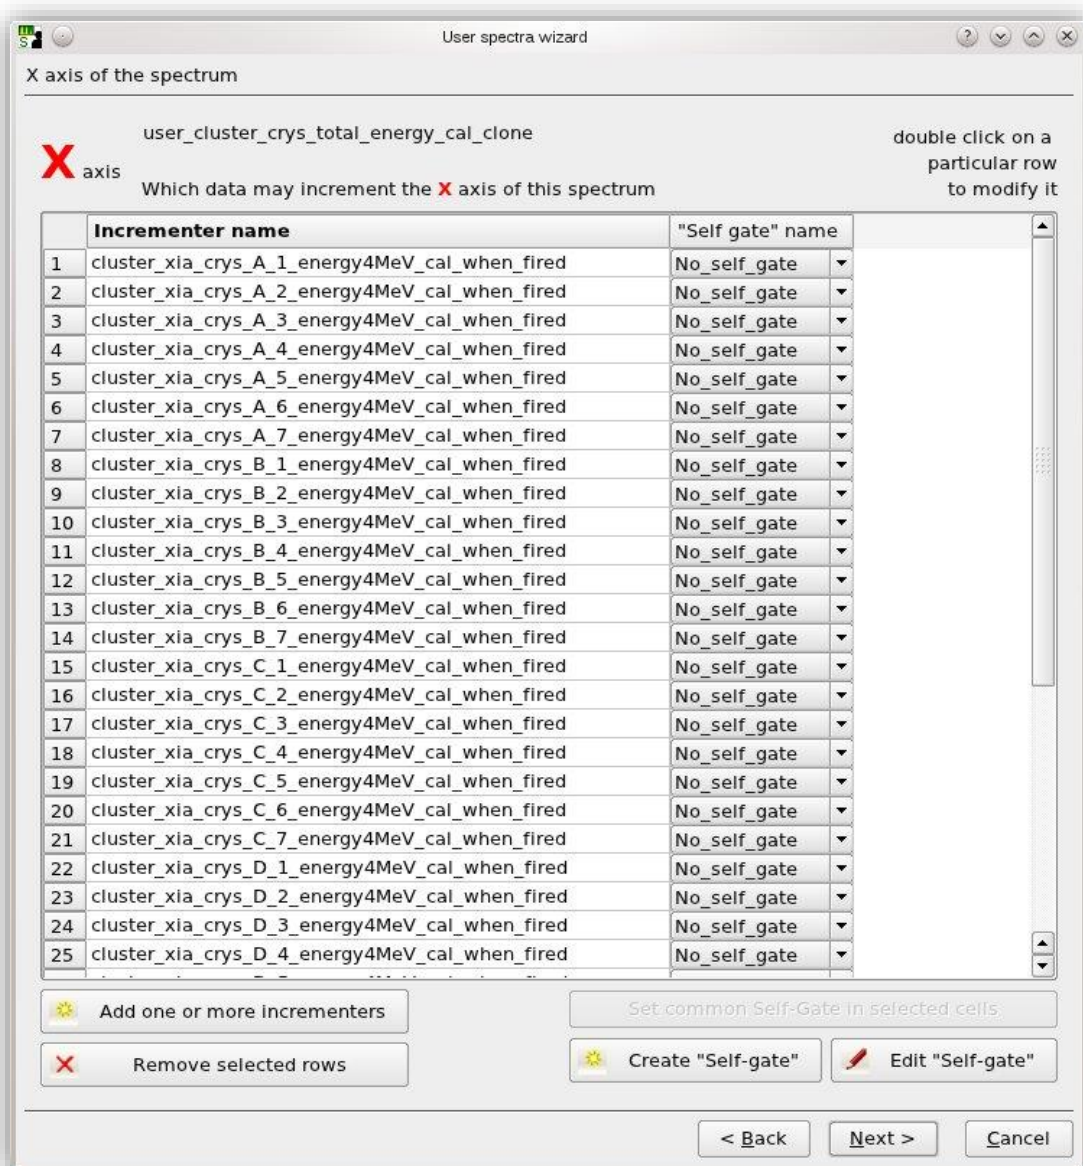 User spectra wizard
X axis of the spectrum
user_cluster_crys_total_energy_cal_clone
X axis
Which data may increment the X axis of this spectrum
double click on a
particular row
to modify it
Incrementer name "Self gate" name
1 cluster_xia_crys_A_1_energy4MeV_cal_when_fired No_self_gate
2 cluster_xia_crys_A_2_energy4MeV_cal_when_fired No_self_gate
3 cluster_xia_crys_A_3_energy4MeV_cal_when_fired No_self_gate
4 cluster_xia_crys_A_4_energy4MeV_cal_when_fired No_self_gate
5 cluster_xia_crys_A_5_energy4MeV_cal_when_fired No_self_gate
6 cluster_xia_crys_A_6_energy4MeV_cal_when_fired No_self_gate
7 cluster_xia_crys_A_7_energy4MeV_cal_when_fired No_self_gate
8 cluster_xia_crys_B_1_energy4MeV_cal_when_fired No_self_gate
9 cluster_xia_crys_B_2_energy4MeV_cal_when_fired No_self_gate
10 cluster_xia_crys_B_3_energy4MeV_cal_when_fired No_self_gate
11 cluster_xia_crys_B_4_energy4MeV_cal_when_fired No_self_gate
12 cluster_xia_crys_B_5_energy4MeV_cal_when_fired No_self_gate
13 cluster_xia_crys_B_6_energy4MeV_cal_when_fired No_self_gate
14 cluster_xia_crys_B_7_energy4MeV_cal_when_fired No_self_gate
15 cluster_xia_crys_C_1_energy4MeV_cal_when_fired No_self_gate
16 cluster_xia_crys_C_2_energy4MeV_cal_when_fired No_self_gate
17 cluster_xia_crys_C_3_energy4MeV_cal_when_fired No_self_gate
18 cluster_xia_crys_C_4_energy4MeV_cal_when_fired No_self_gate
19 cluster_xia_crys_C_5_energy4MeV_cal_when_fired No_self_gate
20 cluster_xia_crys_C_6_energy4MeV_cal_when_fired No_self_gate
21 cluster_xia_crys_C_7_energy4MeV_cal_when_fired No_self_gate
22 cluster_xia_crys_D_1_energy4MeV_cal_when_fired No_self_gate
23 cluster_xia_crys_D_2_energy4MeV_cal_when_fired No_self_gate
24 cluster_xia_crys_D_3_energy4MeV_cal_when_fired No_self_gate
25 cluster_xia_crys_D_4_energy4MeV_cal_when_fired No_self_gate
Add one or more incrementers Set common Self-Gate in selected cells
Remove selected rows Create "Self-gate" Edit "Self-gate"
< Back Next > Cancel